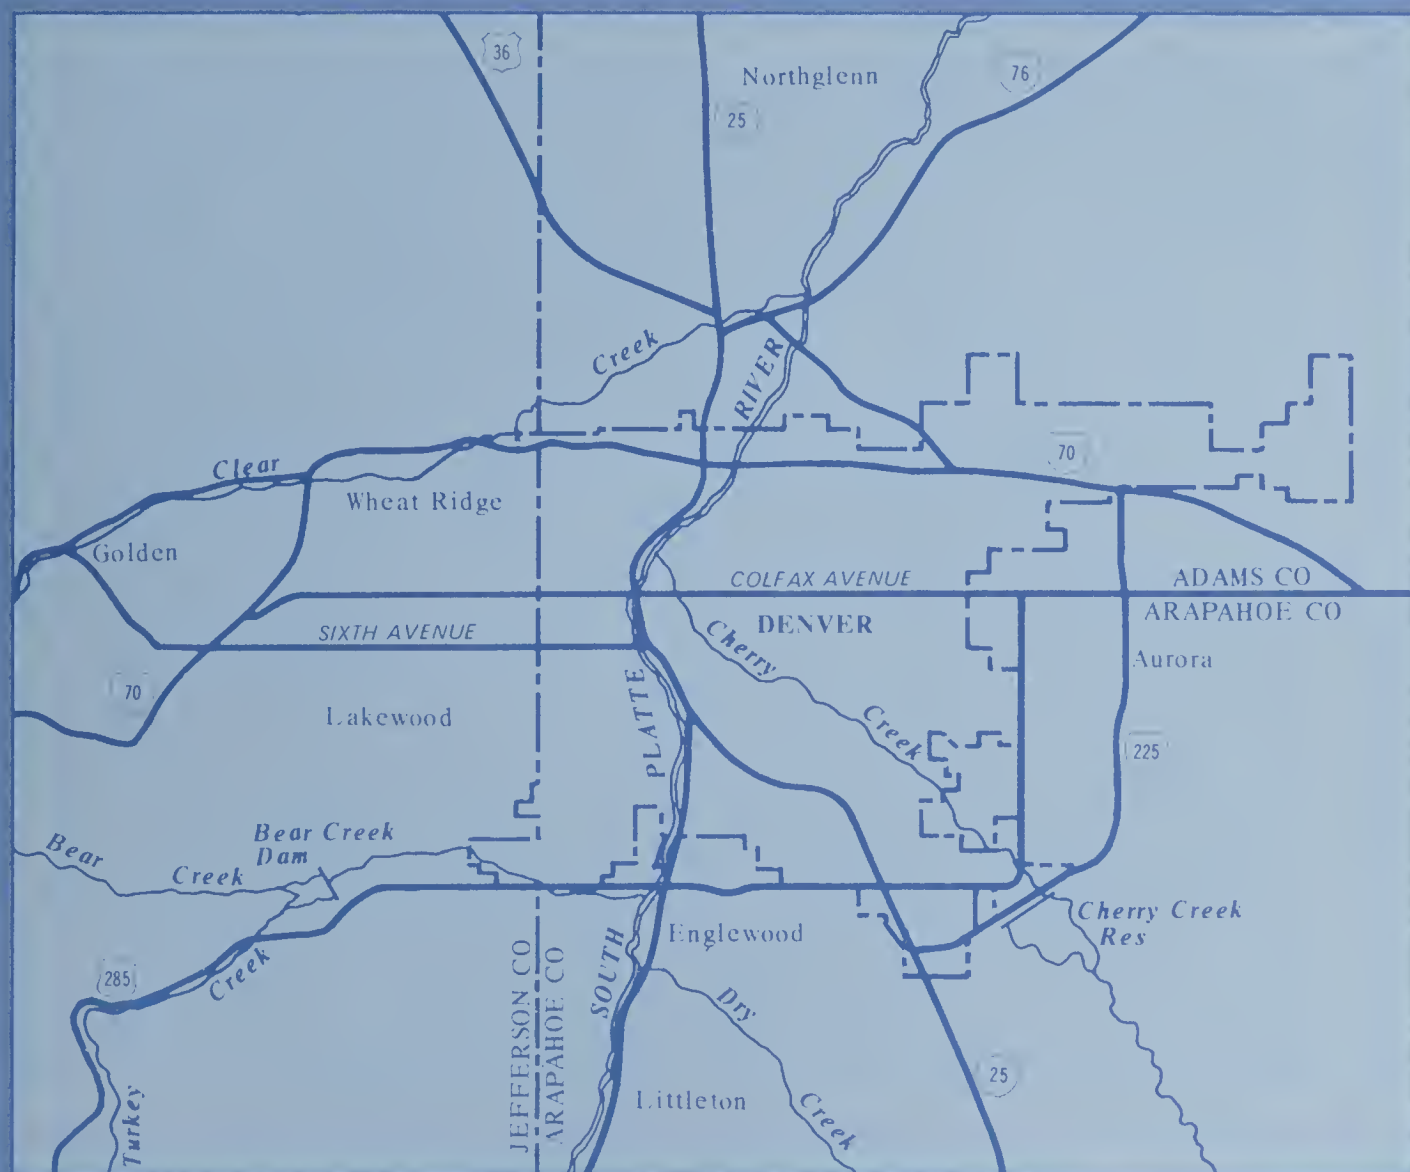 36
Northglenn
76
25
Creek
RIVER
70
Clear
Wheat Ridge
Golden
COLFAX AVENUE
ADAMS CO
ARAPAHOE CO
SIXTH AVENUE
DENVER
Cherry
Aurora
PLATTE
70
Lakewood
Creek
225
Bear Creek
Dam
Bear
Creek
Cherry Creek
Res
Englewood
JEFFERSON CO
ARAPAHOE CO
SOUTH
285
Creek
Dry
25
Turkey
Littleton
Creek